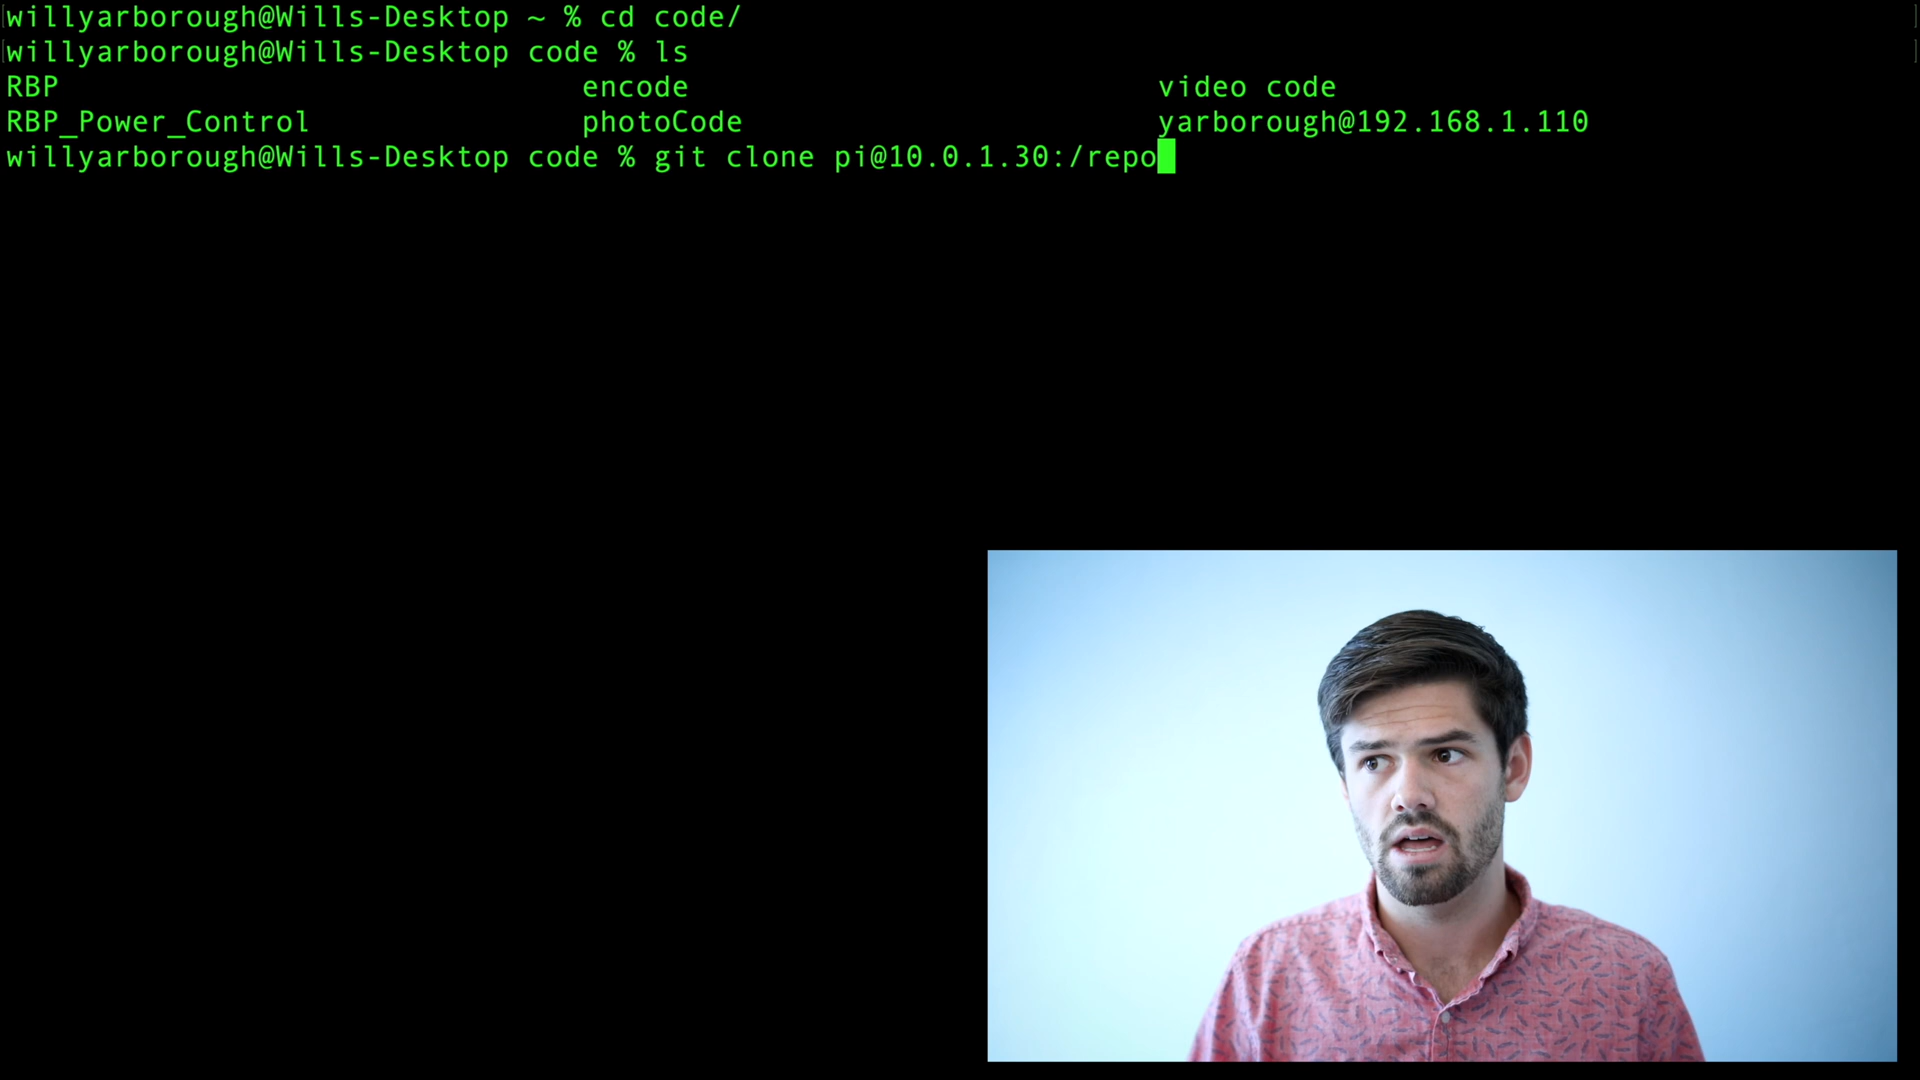 willyarborough@Wills-Desktop ~ % cd code/
willyarborough@Wills-Desktop code % ls
RBP encode video code
RBP_Power_Control photoCode yarborough@192.168.1.110
willyarborough@Wills-Desktop code % git clone pi@10.0.1.30:/repo